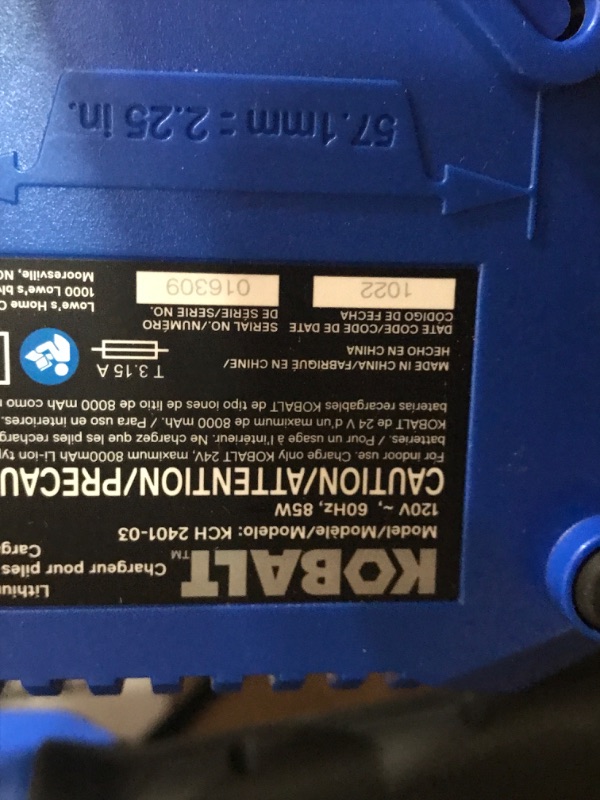 Lithiu
Chargeur pour piles
Carg
KOBALT™
Model/Modèle/Modelo: KCH 2401-03
120V ~, 60Hz, 85W
CAUTION/ATTENTION/PRECAU
For indoor use. Charge only KOBALT, 24V, maximum 8000mAh Li-ion typ
batteries. / Pour un usage à l'intérieur. Ne chargez que les piles recharg
KOBALT de 24 V d'un maximum de 8000 mAh. / Para uso en interiores.
baterías recargables KOBALT de tipo iones de litio de 8000 mAh como
MADE IN CHINA/FABRIQUÉ EN CHINE/
HECHO EN CHINA
T 3.15 A
DATE CODE/CODE DE DATE
CÓDIGO DE FECHA
1022
SERIAL NO./NUMÉRO
DE SÉRIE/SERIE NO.
016309
Lowe's Home C
1000 Lowe's blv
Mooresville, NC
57.1mm = 2.25 in.